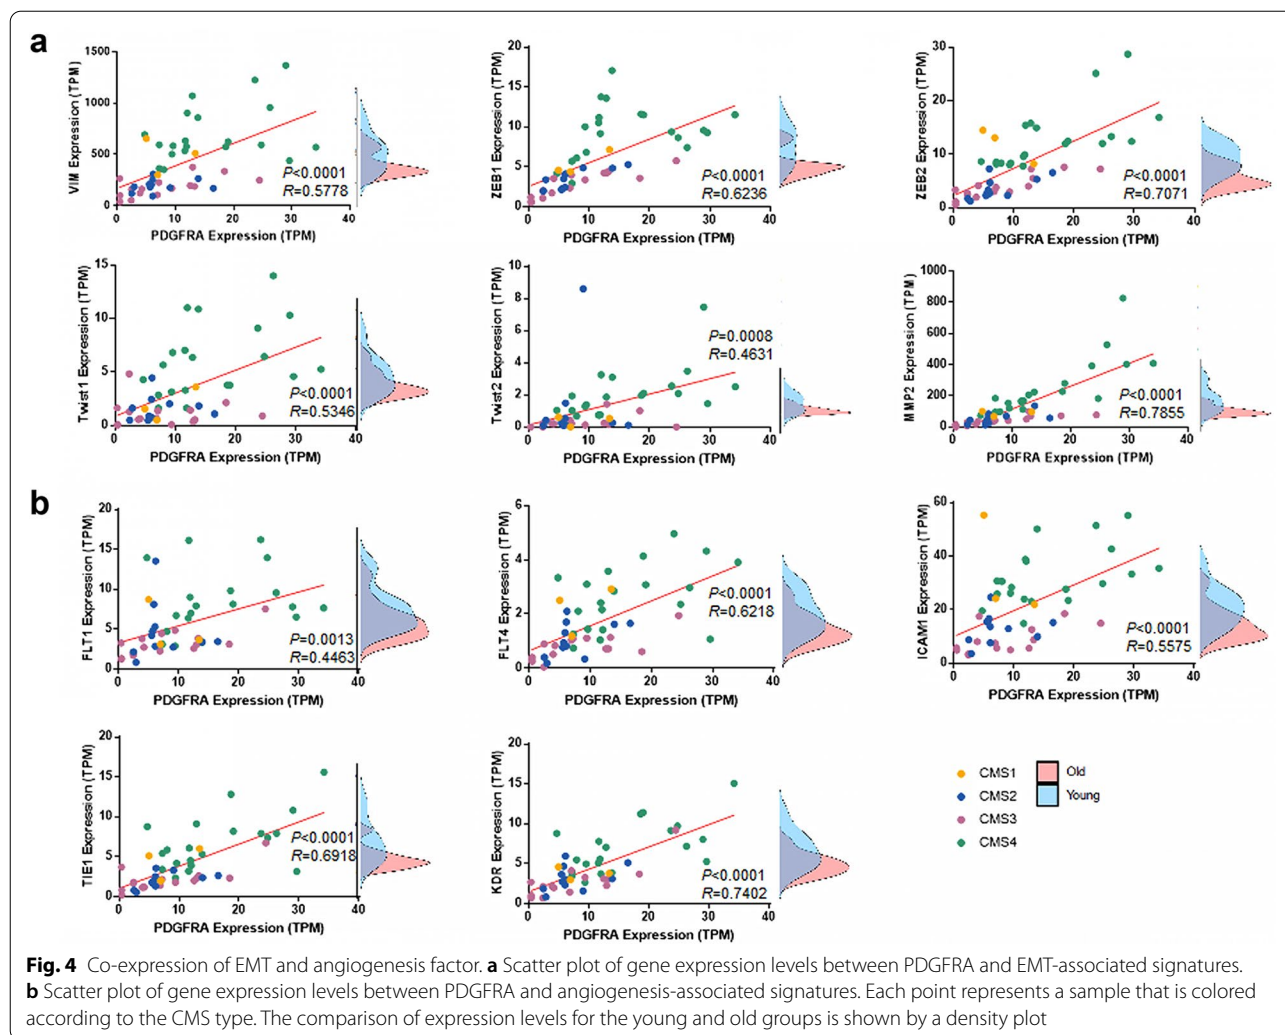 a
VIM Expression (TPM)
1500
1000
500
0
0 10 20 30 40
P<0.0001
R=0.5778
PDGFRA Expression (TPM)
ZEB1 Expression (TPM)
20
15
10
5
0
0 10 20 30 40
P<0.0001
R=0.6236
PDGFRA Expression (TPM)
ZEB2 Expression (TPM)
30
20
10
0
0 10 20 30 40
P<0.0001
R=0.7071
PDGFRA Expression (TPM)
Twist1 Expression (TPM)
15
10
5
0
0 10 20 30 40
P<0.0001
R=0.5346
PDGFRA Expression (TPM)
Twist2 Expression (TPM)
10
8
6
4
2
0
0 10 20 30 40
P=0.0008
R=0.4631
PDGFRA Expression (TPM)
MMP2 Expression (TPM)
1000
800
600
400
200
0
0 10 20 30 40
P<0.0001
R=0.7855
PDGFRA Expression (TPM)
b
FLT1 Expression (TPM)
20
15
10
5
0
0 10 20 30 40
P=0.0013
R=0.4463
PDGFRA Expression (TPM)
FLT4 Expression (TPM)
6
4
2
0
0 10 20 30 40
P<0.0001
R=0.6218
PDGFRA Expression (TPM)
ICAM1 Expression (TPM)
60
40
20
0
0 10 20 30 40
P<0.0001
R=0.5575
PDGFRA Expression (TPM)
TIE1 Expression (TPM)
20
15
10
5
0
0 10 20 30 40
P<0.0001
R=0.6918
PDGFRA Expression (TPM)
KDR Expression (TPM)
20
15
10
5
0
0 10 20 30 40
P<0.0001
R=0.7402
PDGFRA Expression (TPM)
CMS1
CMS2
CMS3
CMS4
Old
Young
Fig. 4 Co-expression of EMT and angiogenesis factor. a Scatter plot of gene expression levels between PDGFRA and EMT-associated signatures.
b Scatter plot of gene expression levels between PDGFRA and angiogenesis-associated signatures. Each point represents a sample that is colored
according to the CMS type. The comparison of expression levels for the young and old groups is shown by a density plot